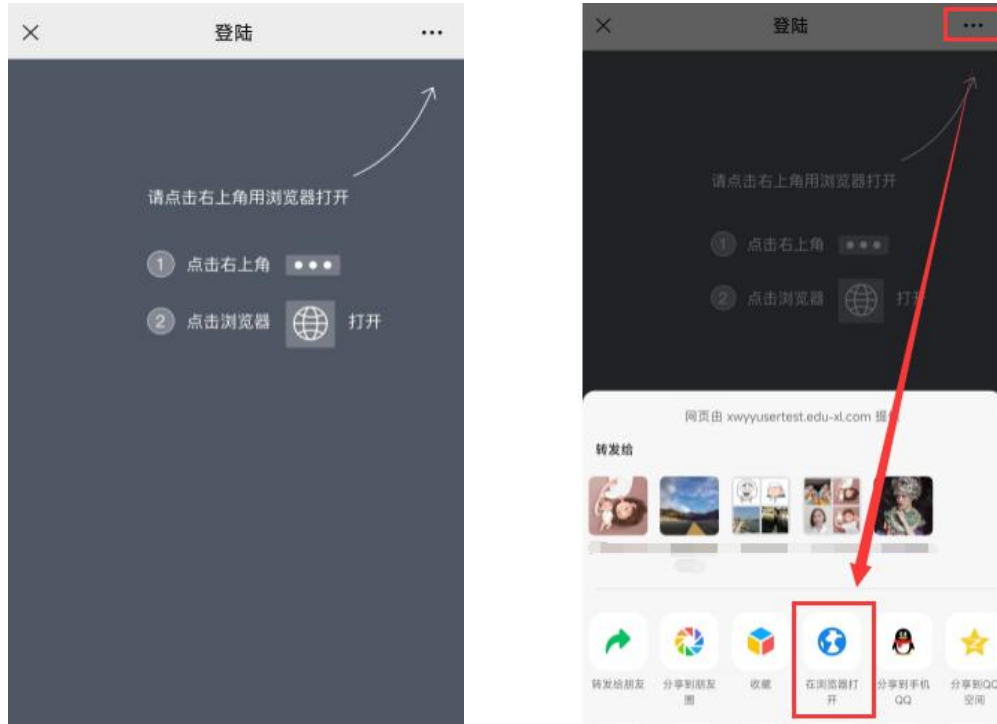 登陆
请点击右上角用浏览器打开
1 点击右上角
2 点击浏览器 打开
登陆
请点击右上角用浏览器打开
1 点击右上角
2 点击浏览器 打开
网页由 xwyyusertest.edu-xl.com 提
转发给
转发给朋友
分享到朋友
圈
收藏
在浏览器打
开
分享到手机
QQ
分享到QQ
空间